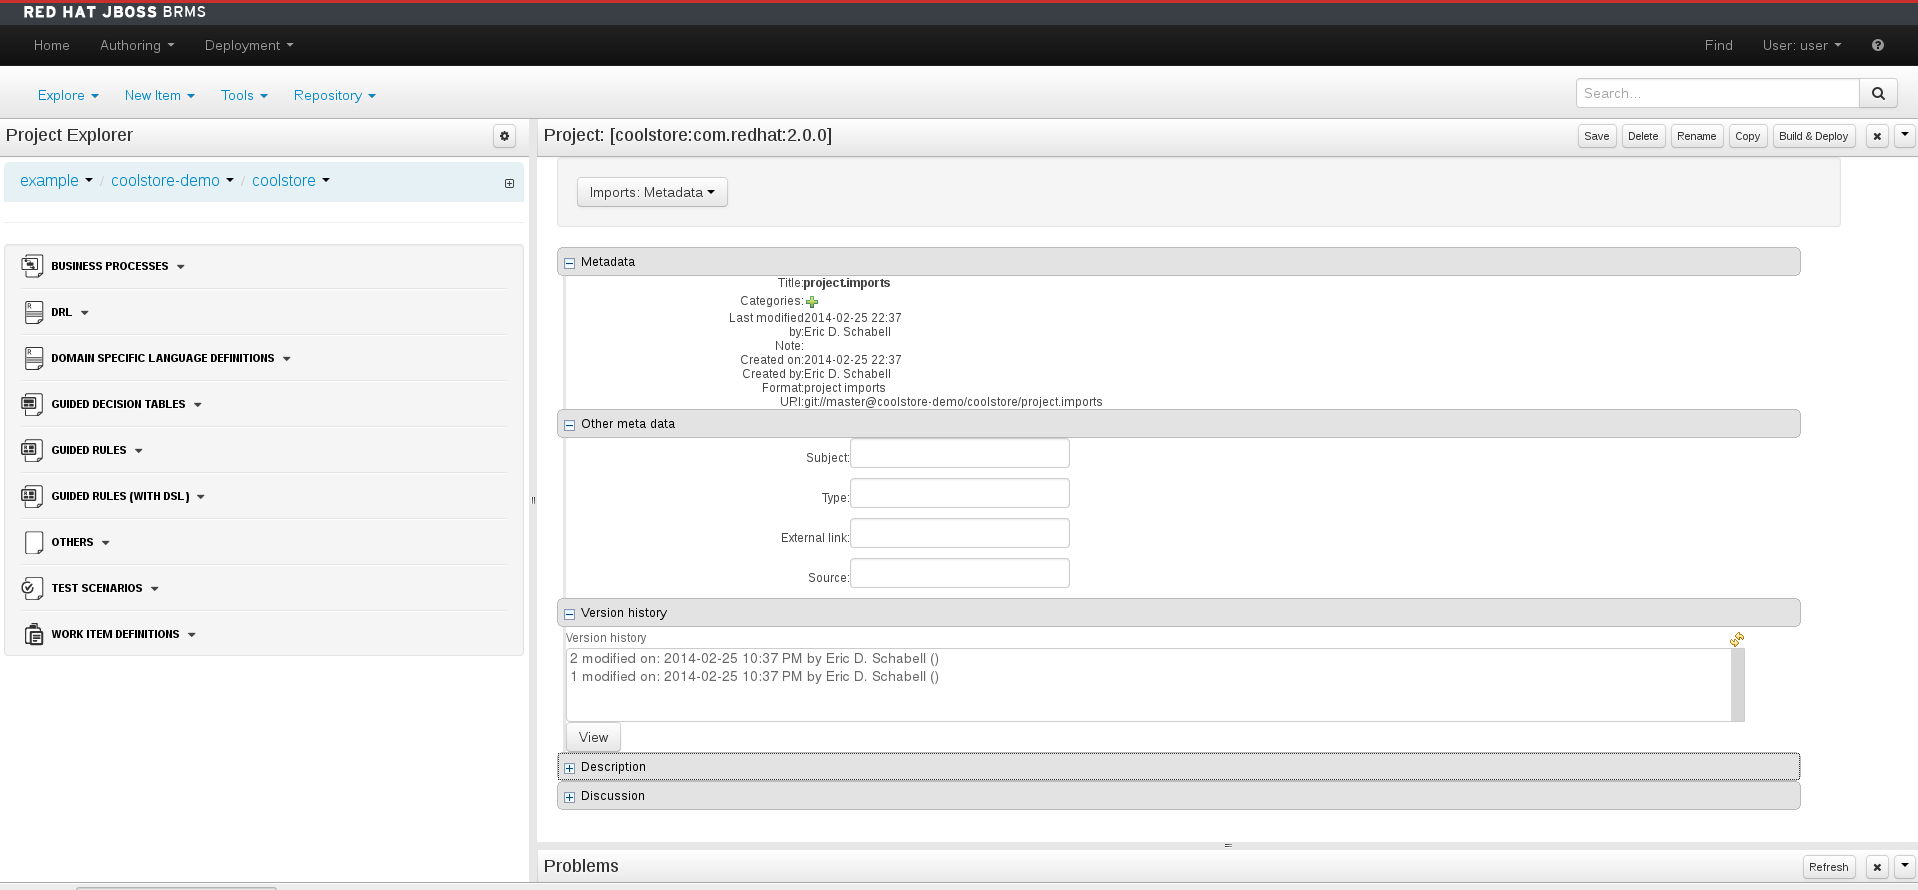 RED HAT JBOSS BRMS
Home Authoring Deployment Find User: user
Explore New Item Tools Repository Search...
Project Explorer
example / coolstore-demo / coolstore
BUSINESS PROCESSES
DRL
DOMAIN SPECIFIC LANGUAGE DEFINITIONS
GUIDED DECISION TABLES
GUIDED RULES
GUIDED RULES (WITH DSL)
OTHERS
TEST SCENARIOS
WORK ITEM DEFINITIONS
Project: [coolstore:com.redhat:2.0.0] Save Delete Rename Copy Build & Deploy
Imports: Metadata
Metadata
Title:project.imports
Categories:
Last modified2014-02-25 22:37
by:Eric D. Schabell
Note:
Created on:2014-02-25 22:37
Created by:Eric D. Schabell
Format:project imports
URI:git://master@coolstore-demo/coolstore/project.imports
Other meta data
Subject:
Type:
External link:
Source:
Version history
Version history
2 modified on: 2014-02-25 10:37 PM by Eric D. Schabell ()
1 modified on: 2014-02-25 10:37 PM by Eric D. Schabell ()
View
Description
Discussion
Problems Refresh